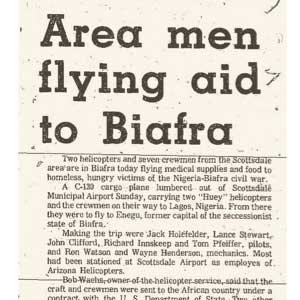 Area men
flying aid
to Biafra
Two helicopters and seven crewmen from the Scottsdale
area are in Biafra today flying medical supplies and food to
homeless, hungry victims of the Nigeria-Biafra civil war.
A C-130 cargo plane lumbered out of Scottsdale
Municipal Airport Sunday, carrying two "Huey" helicopters
and the crewmen on their way to Lagos, Nigeria. From there
they were to fly to Enegu, former capital of the seccessionist
state of Biafra.
Making the trip were Jack Holefelder, Lance Stewart,
John Clifford, Richard Innskeep and Tom Pfeiffer, pilots,
and Ron Watson and Wayne Henderson, mechanics. Most
had been stationed at Scottsdale Airport as employes of
Arizona Helicopters.
Bob owner of the helicopter service, said that the
craft and crewmen were sent to the African country under a
contract with the U. S. Department of State. Two other